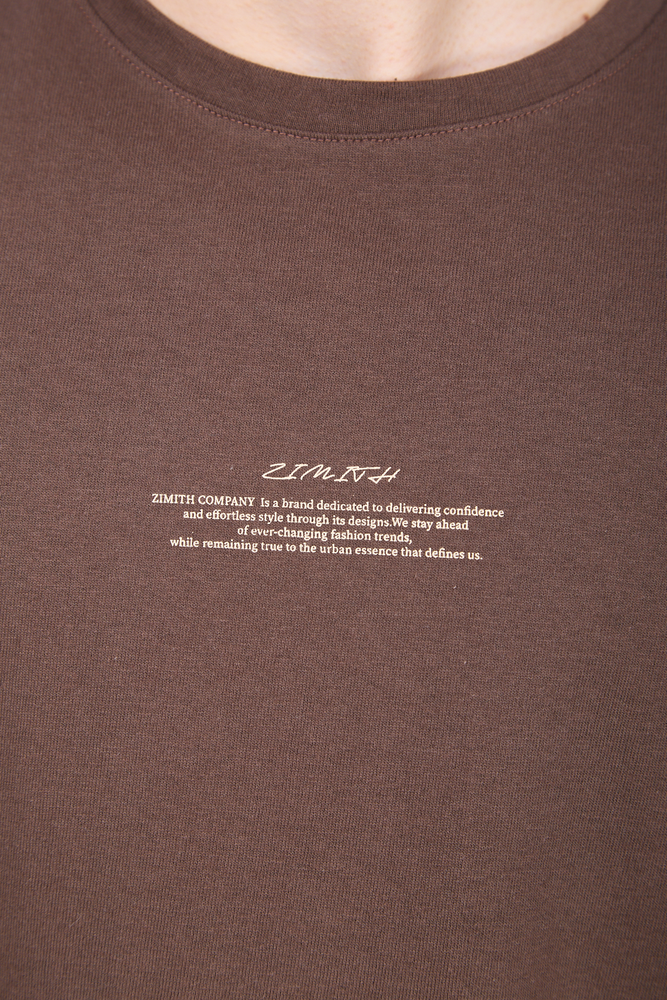 ZIMITH
ZIMITH COMPANY Is a brand dedicated to delivering confidence
and effortless style through its designs.We stay ahead
of ever-changing fashion trends,
while remaining true to the urban essence that defines us.